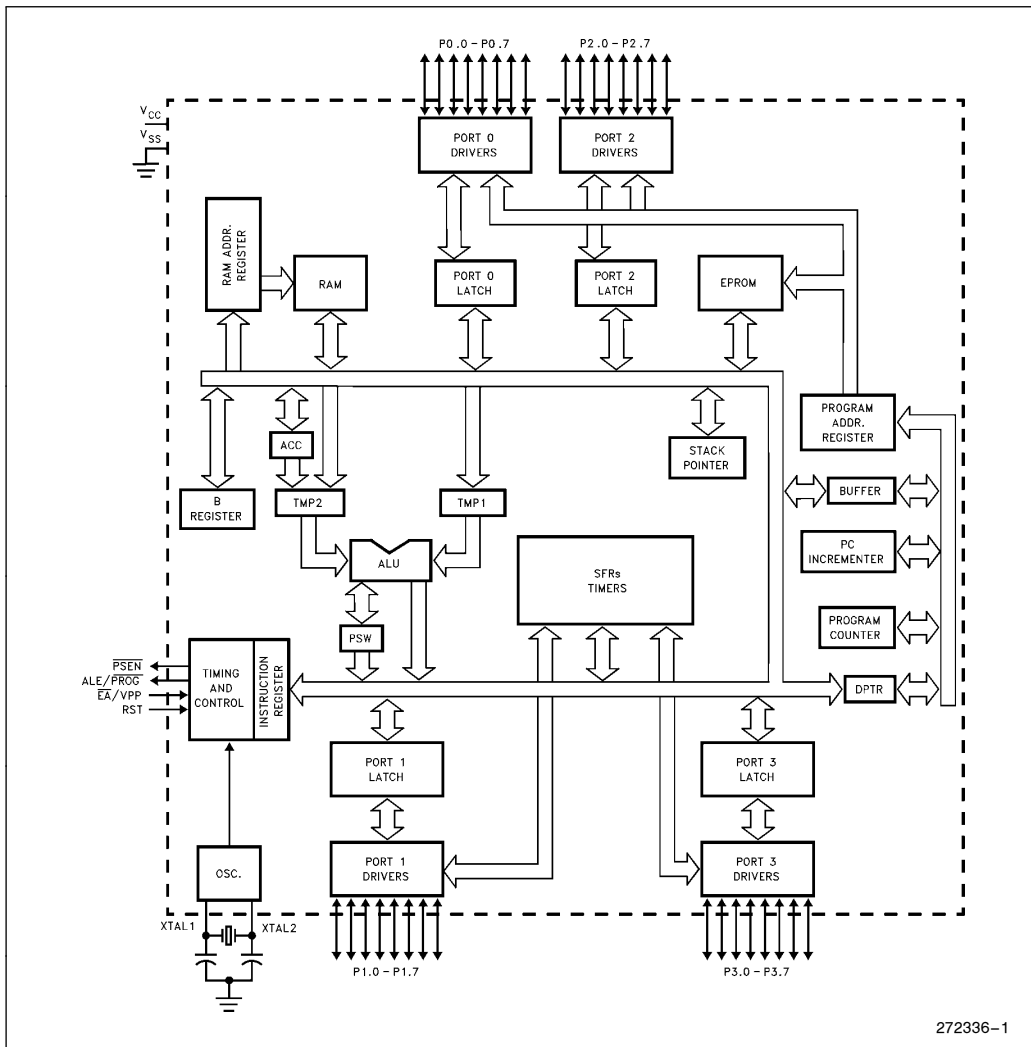 P0.0–P0.7
P2.0–P2.7
VCC
VSS
PORT 0
DRIVERS
PORT 2
DRIVERS
RAM ADDR.
REGISTER
RAM
PORT 0
LATCH
PORT 2
LATCH
EPROM
PROGRAM
ADDR.
REGISTER
ACC
STACK
POINTER
B
REGISTER
TMP2
TMP1
BUFFER
ALU
SFRs
TIMERS
PC
INCREMENTER
PSW
PROGRAM
COUNTER
PSEN
ALE/PROG
EA/VPP
RST
TIMING
AND
CONTROL
INSTRUCTION
REGISTER
DPTR
PORT 1
LATCH
PORT 3
LATCH
OSC.
PORT 1
DRIVERS
PORT 3
DRIVERS
XTAL1
XTAL2
P1.0–P1.7
P3.0–P3.7
272336–1